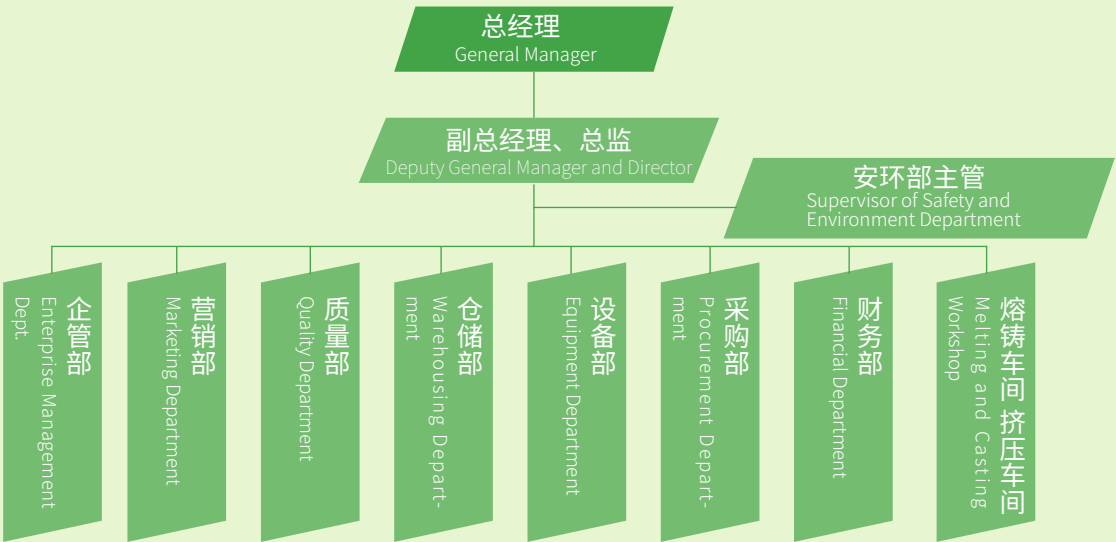 总经理
General Manager
副总经理、总监
Deputy General Manager and Director
安环部主管
Supervisor of Safety and
Environment Department
企管部
Enterprise Management
Dept.
营销部
Marketing Department
质量部
Quality Department
仓储部
Warehousing Depart-
ment
设备部
Equipment Department
采购部
Procurement Depart-
ment
财务部
Financial Department
熔铸车间 挤压车间
Melting and Casting
Workshop